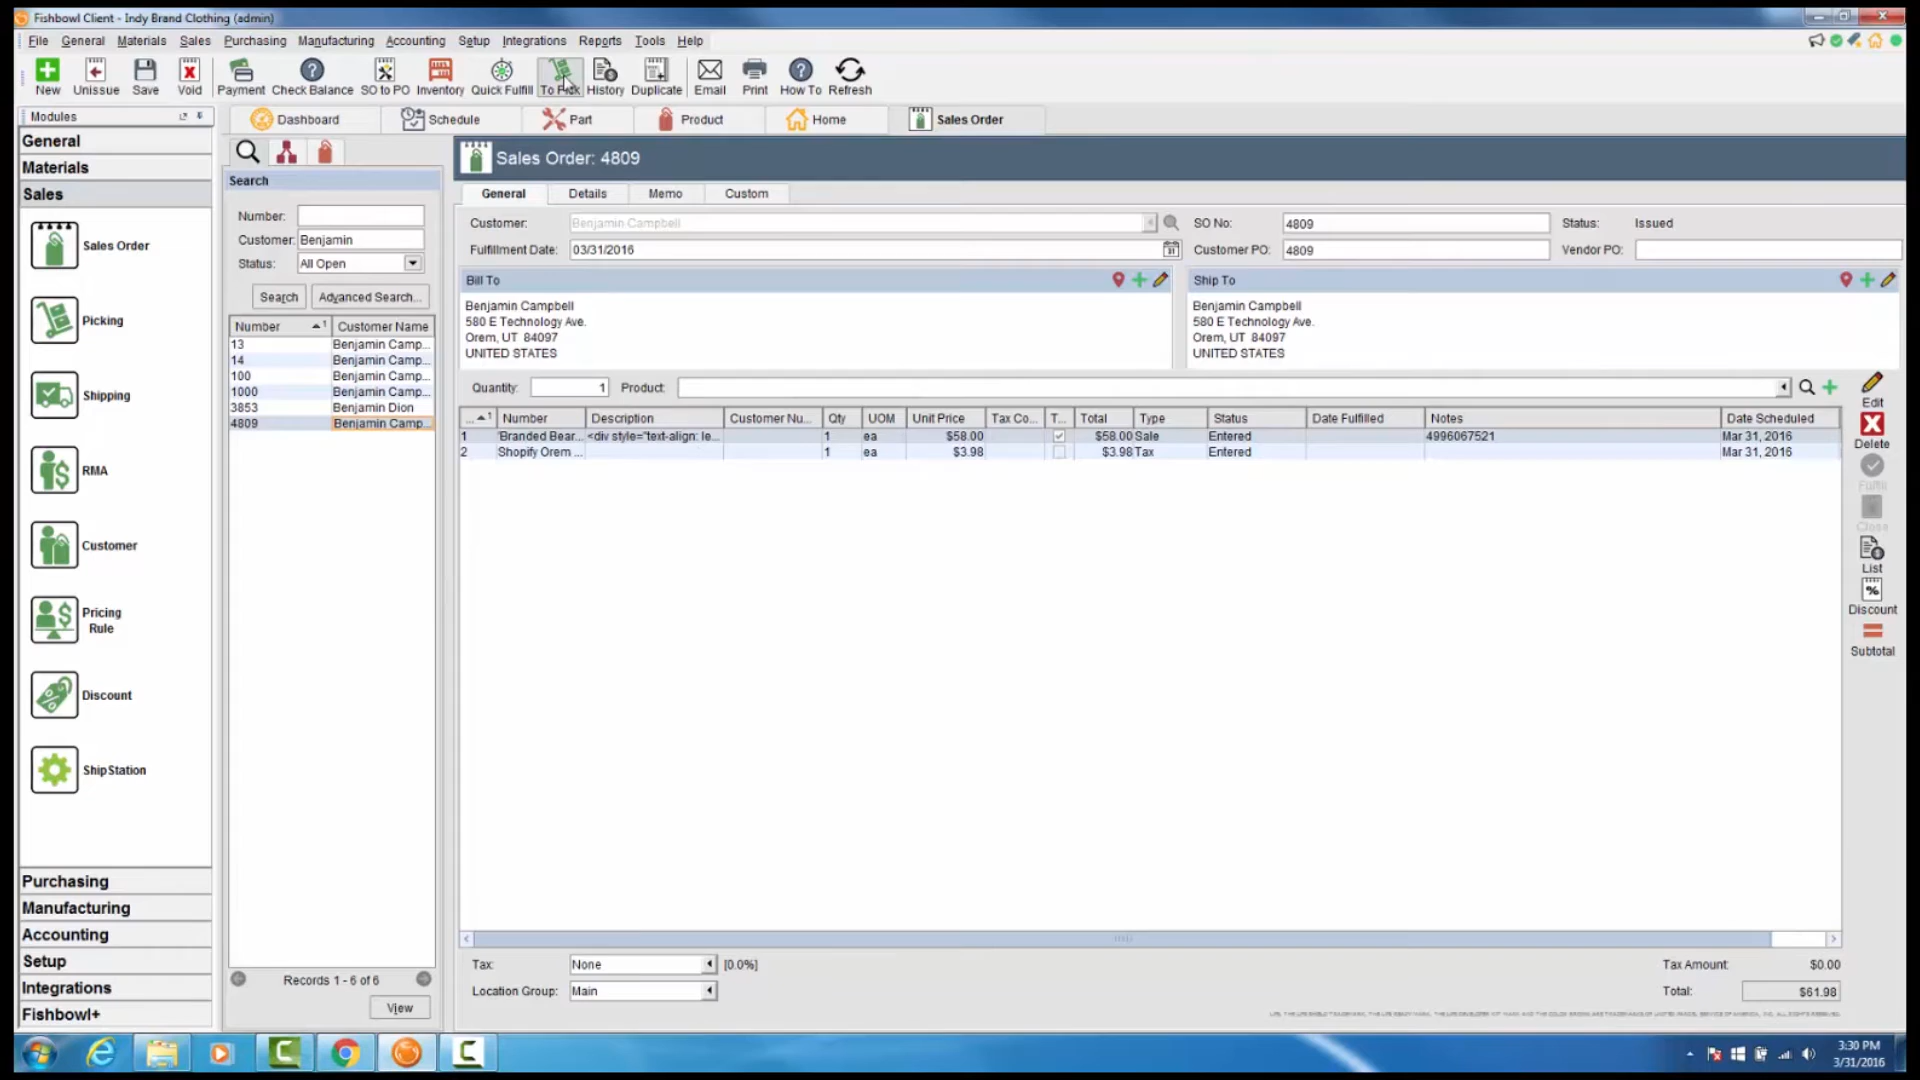 Fishbowl Client - Indy Brand Clothing (admin)
File General Materials Sales Purchasing Manufacturing Accounting Setup Integrations Reports Tools Help
New Unissue Save Void Payment Check Balance SO to PO Inventory Quick Fulfill To Pick History Duplicate Email Print How To Refresh
Modules
Dashboard Schedule Part Product Home Sales Order
General
Materials
Sales
Sales Order
Picking
Shipping
RMA
Customer
Pricing
Rule
Discount
ShipStation
Purchasing
Manufacturing
Accounting
Setup
Integrations
Fishbowl+
Search
Number:
Customer: Benjamin
Status: All Open
Search Advanced Search...
Number 1 Customer Name
13 Benjamin Camp...
14 Benjamin Camp...
100 Benjamin Camp...
1000 Benjamin Camp...
3853 Benjamin Dion
4809 Benjamin Camp...
Records 1 - 6 of 6
View
Sales Order: 4809
General Details Memo Custom
Customer: Benjamin Campbell SO No: 4809 Status: Issued
Fulfillment Date: 03/31/2016 Customer PO: 4809 Vendor PO:
Bill To
Benjamin Campbell
580 E Technology Ave.
Orem, UT 84097
UNITED STATES
Ship To
Benjamin Campbell
580 E Technology Ave.
Orem, UT 84097
UNITED STATES
Quantity: 1 Product:
... 1 Number Description Customer Nu... Qty UOM Unit Price Tax Co... T... Total Type Status Date Fulfilled Notes Date Scheduled
1 'Branded Bear... <div style="text-align: le... 1 ea $58.00 $58.00 Sale Entered 4996067521 Mar 31, 2016
2 Shopify Orem ... 1 ea $3.98 $3.98 Tax Entered Mar 31, 2016
Edit
Delete
Fulfill
Close
List
Discount
Subtotal
Tax: None [0.0%] Tax Amount: $0.00
Location Group: Main Total: $61.98
3:30 PM
3/31/2016